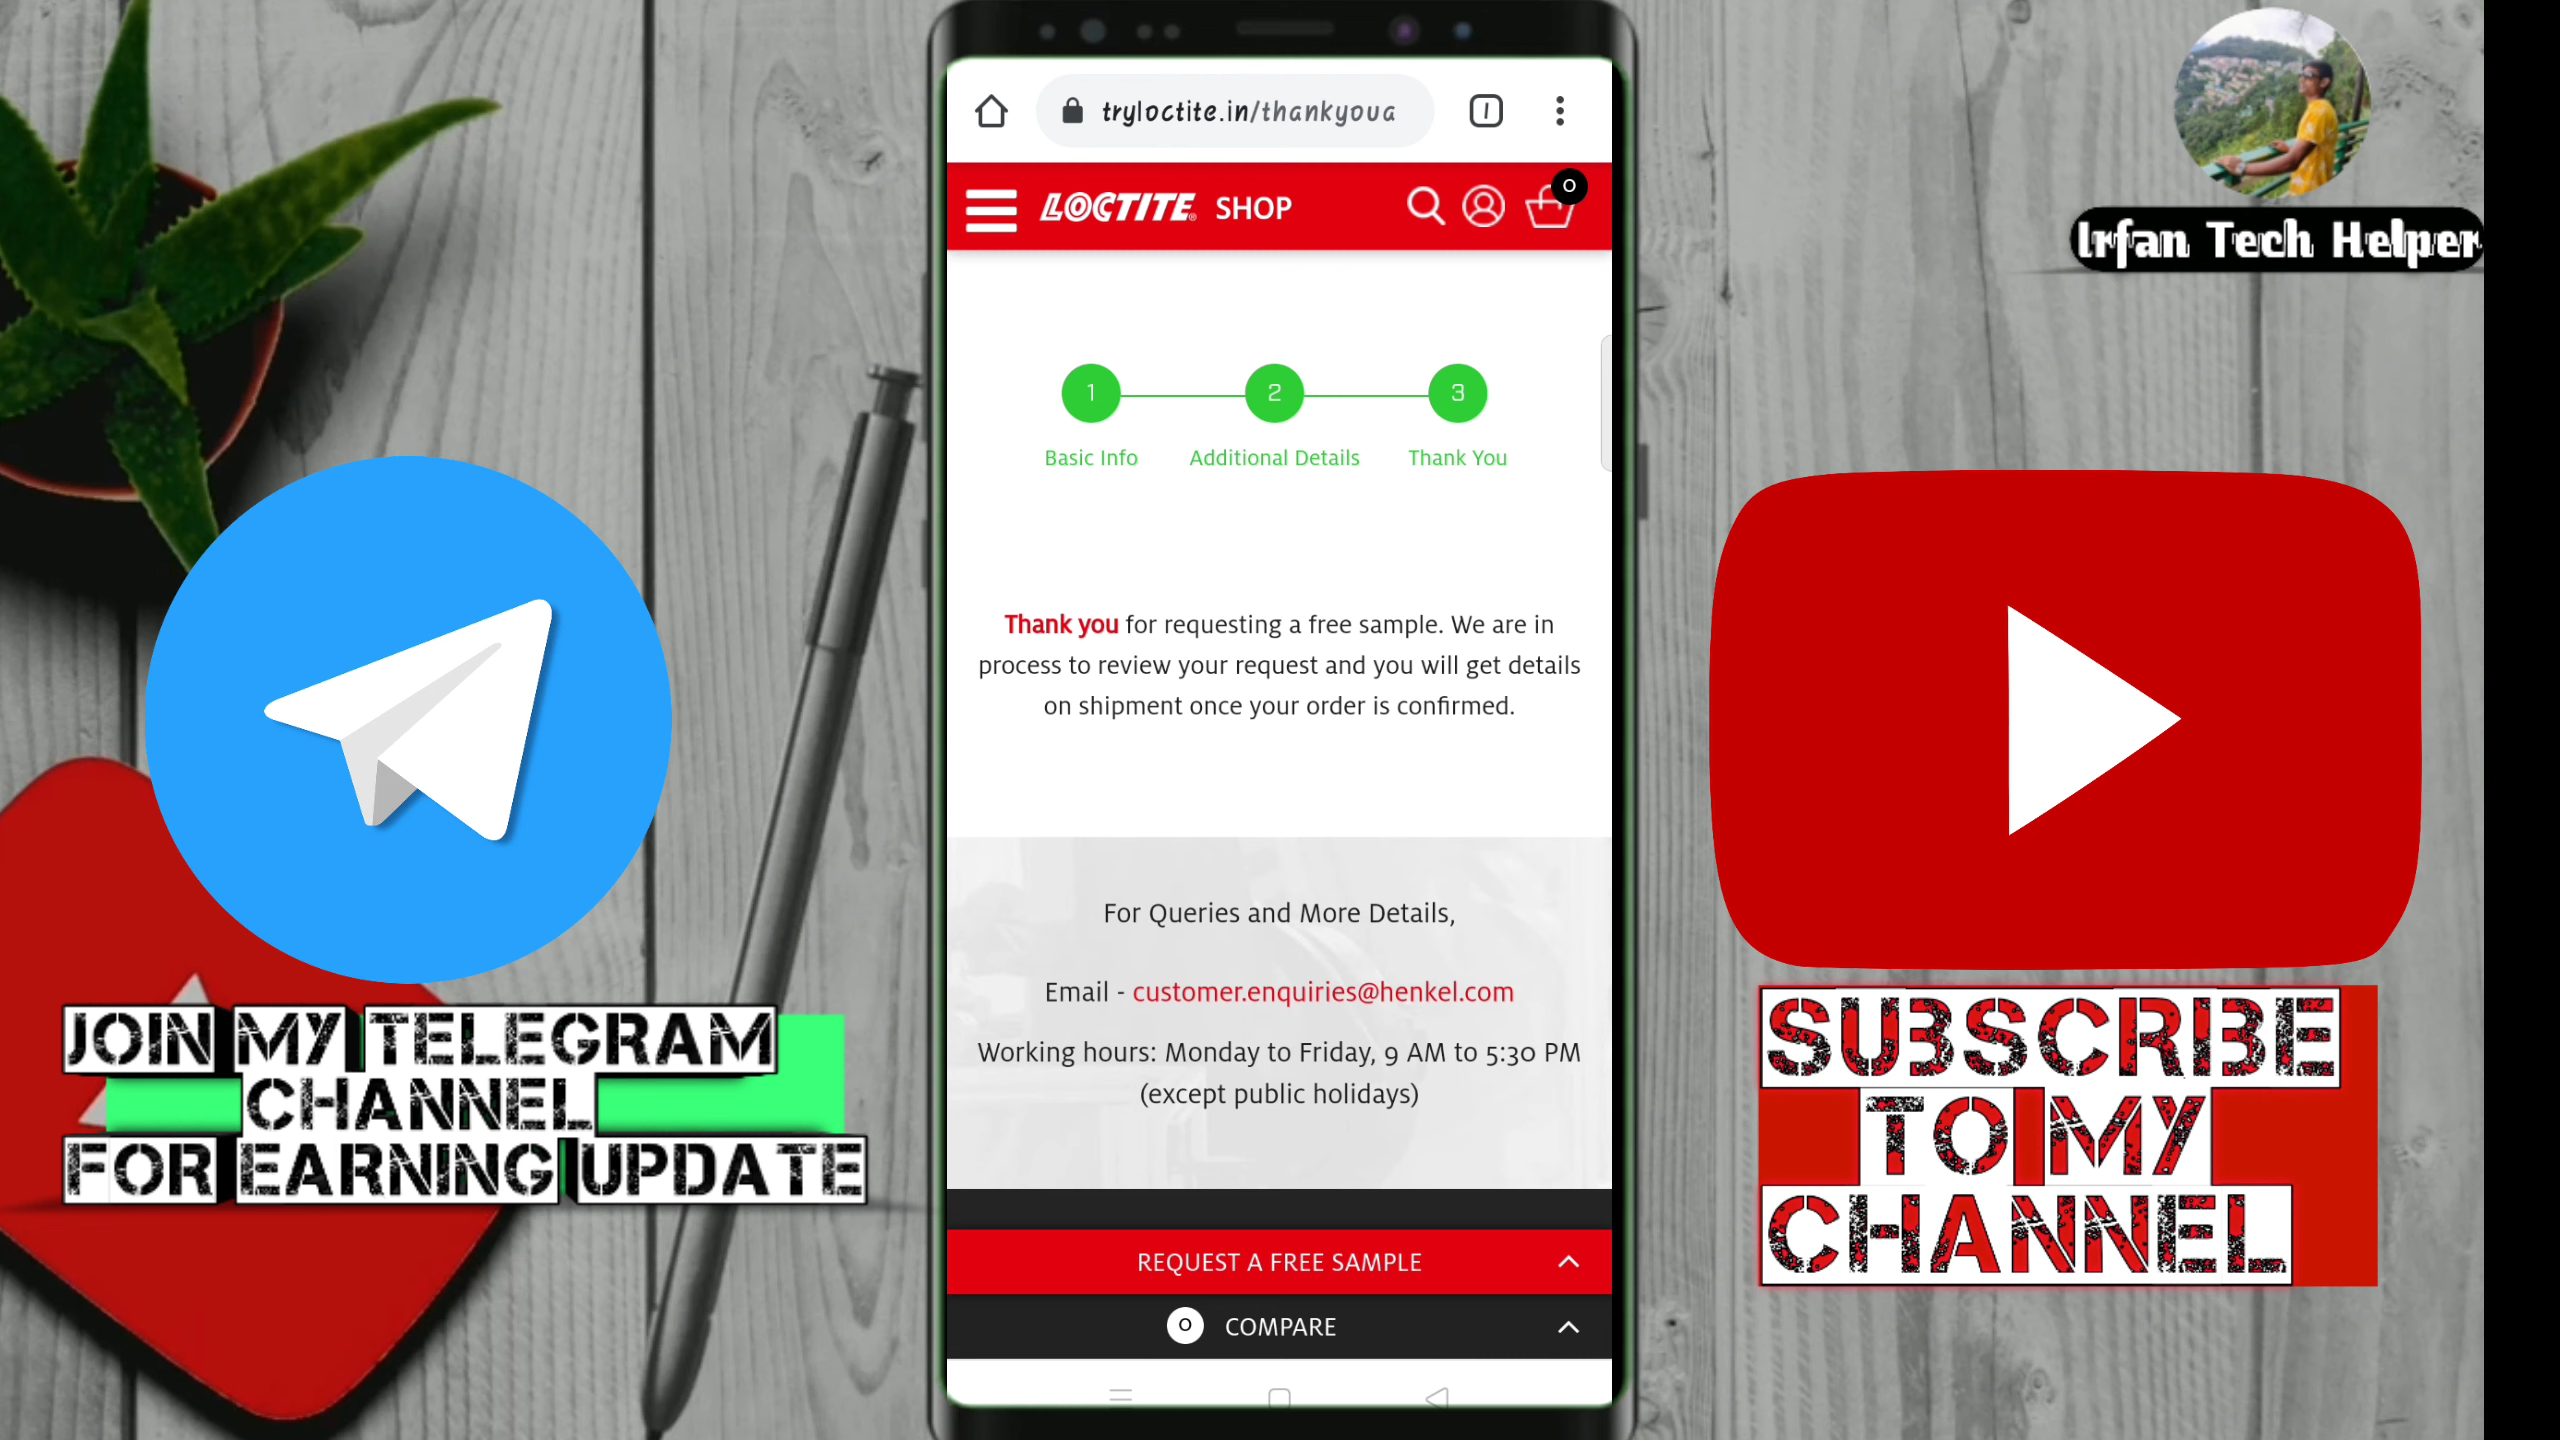 tryloctite.in/thankyoua
LOCTITE® SHOP
0
Irfan Tech Helper
1 2 3
Basic Info Additional Details Thank You
Thank you for requesting a free sample. We are in
process to review your request and you will get details
on shipment once your order is confirmed.
For Queries and More Details,
Email - customer.enquiries@henkel.com
Working hours: Monday to Friday, 9 AM to 5:30 PM
(except public holidays)
REQUEST A FREE SAMPLE
0 COMPARE
JOIN MY TELEGRAM
CHANNEL
FOR EARNING UPDATE
SUBSCRIBE
TO MY
CHANNEL